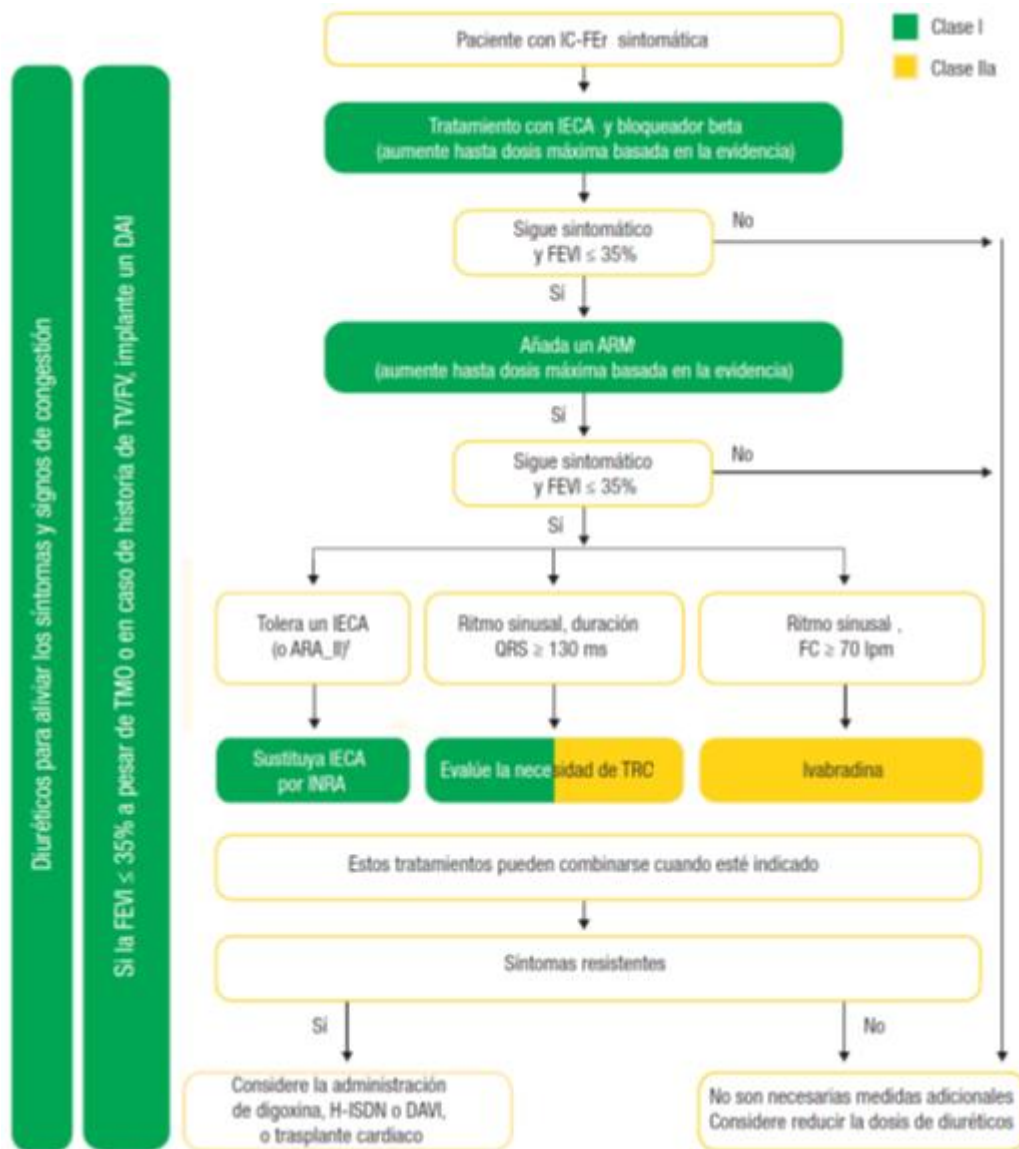 Paciente con IC-FEr sintomática
Clase I
Clase IIa
Diuréticos para aliviar los síntomas y signos de congestión
Si la FEVI ≤ 35% a pesar de TMO o en caso de historia de TV/FV, implante un DAI
Tratamiento con IECA y bloqueador beta
(aumente hasta dosis máxima basada en la evidencia)
Sigue sintomático
y FEVI ≤ 35%
No
Sí
Añada un ARM
(aumente hasta dosis máxima basada en la evidencia)
Sí
Sigue sintomático
y FEVI ≤ 35%
No
Sí
Tolera un IECA
(o ARA_II)
Ritmo sinusal, duración
QRS ≥ 130 ms
Ritmo sinusal ,
FC ≥ 70 lpm
Sustituya IECA
por INRA
Evalúe la necesidad de TRC
Ivabradina
Estos tratamientos pueden combinarse cuando esté indicado
Síntomas resistentes
Sí
No
Considere la administración
de digoxina, H-ISDN o DAVI,
o trasplante cardiaco
No son necesarias medidas adicionales
Considere reducir la dosis de diuréticos